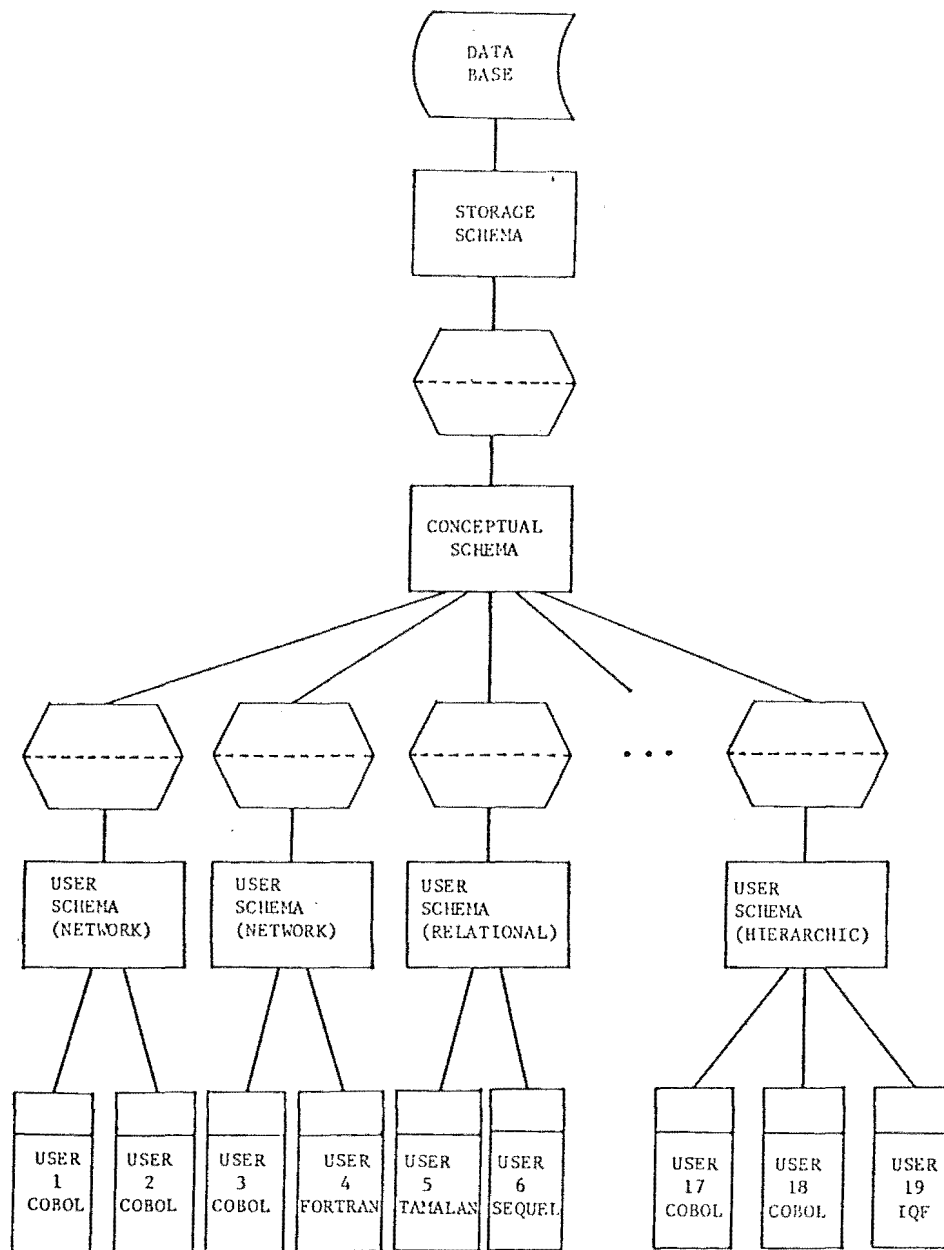 DATA
BASE
STORAGE
SCHEMA
CONCEPTUAL
SCHEMA
USER
SCHEMA
(NETWORK)
USER
SCHEMA
(NETWORK)
USER
SCHEMA
(RELATIONAL)
...
USER
SCHEMA
(HIERARCHIC)
USER
1
COBOL
USER
2
COBOL
USER
3
COBOL
USER
4
FORTRAN
USER
5
TAMALAN
USER
6
SEQUEL
USER
17
COBOL
USER
18
COBOL
USER
19
IQF